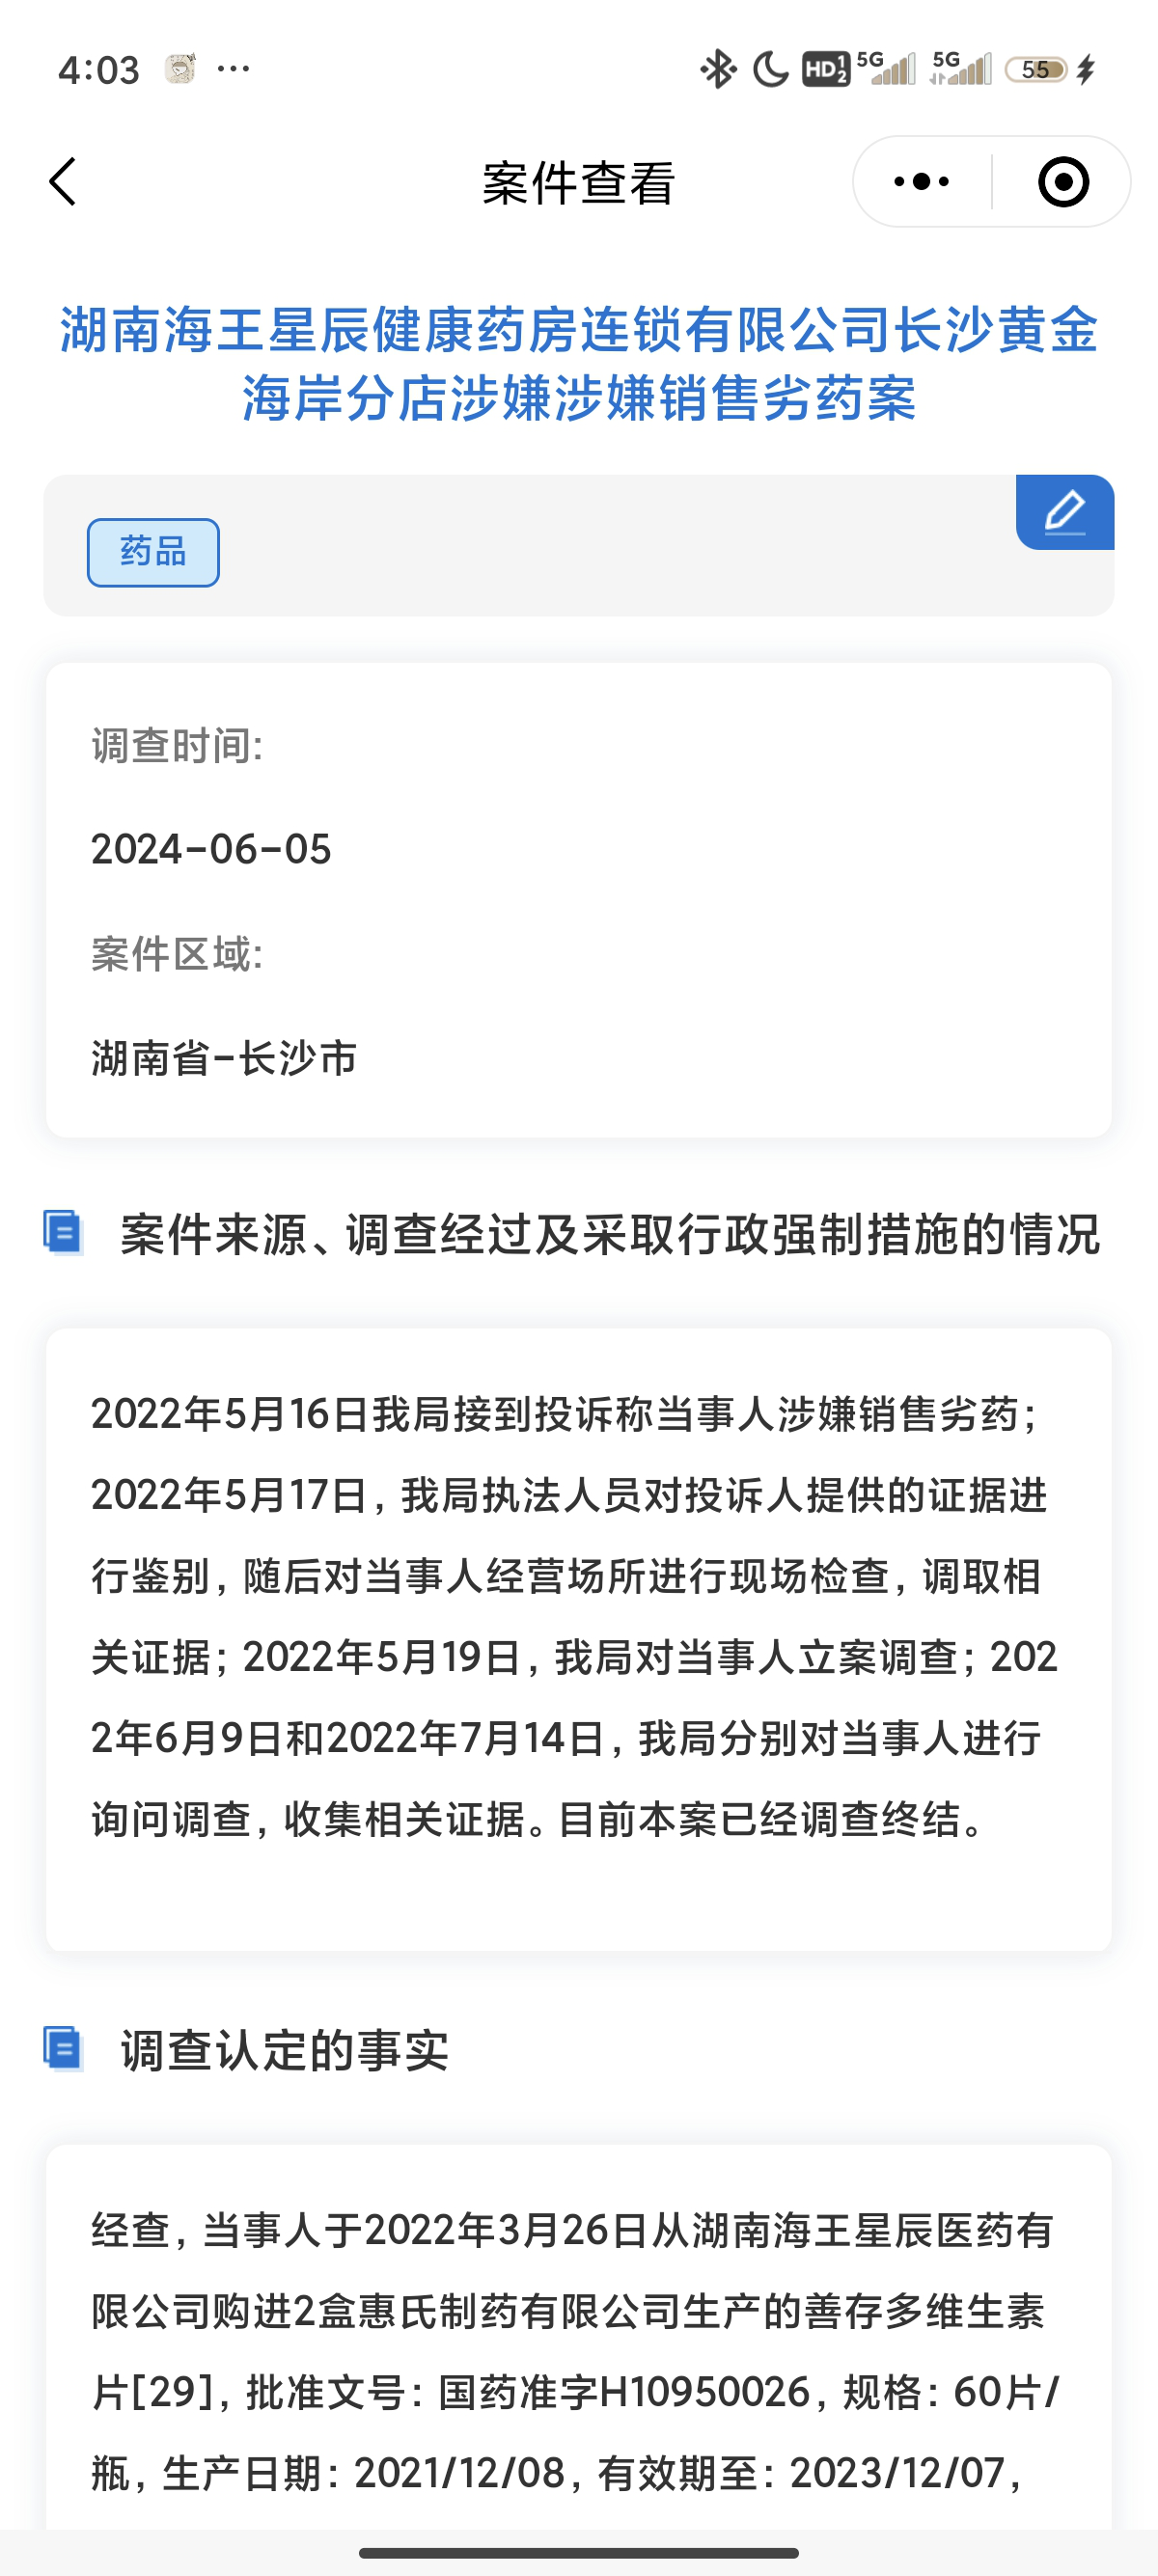 4:03
HD 1 2 5G 5G 55
案件查看
湖南海王星辰健康药房连锁有限公司长沙黄金
海岸分店涉嫌涉嫌销售劣药案
药品
调查时间:
2024-06-05
案件区域:
湖南省-长沙市
案件来源、调查经过及采取行政强制措施的情况
2022年5月16日我局接到投诉称当事人涉嫌销售劣药；
2022年5月17日，我局执法人员对投诉人提供的证据进
行鉴别，随后对当事人经营场所进行现场检查，调取相
关证据；2022年5月19日，我局对当事人立案调查；202
2年6月9日和2022年7月14日，我局分别对当事人进行
询问调查，收集相关证据。目前本案已经调查终结。
调查认定的事实
经查，当事人于2022年3月26日从湖南海王星辰医药有
限公司购进2盒惠氏制药有限公司生产的善存多维生素
片[29]，批准文号：国药准字H10950026，规格：60片/
瓶，生产日期：2021/12/08，有效期至：2023/12/07，